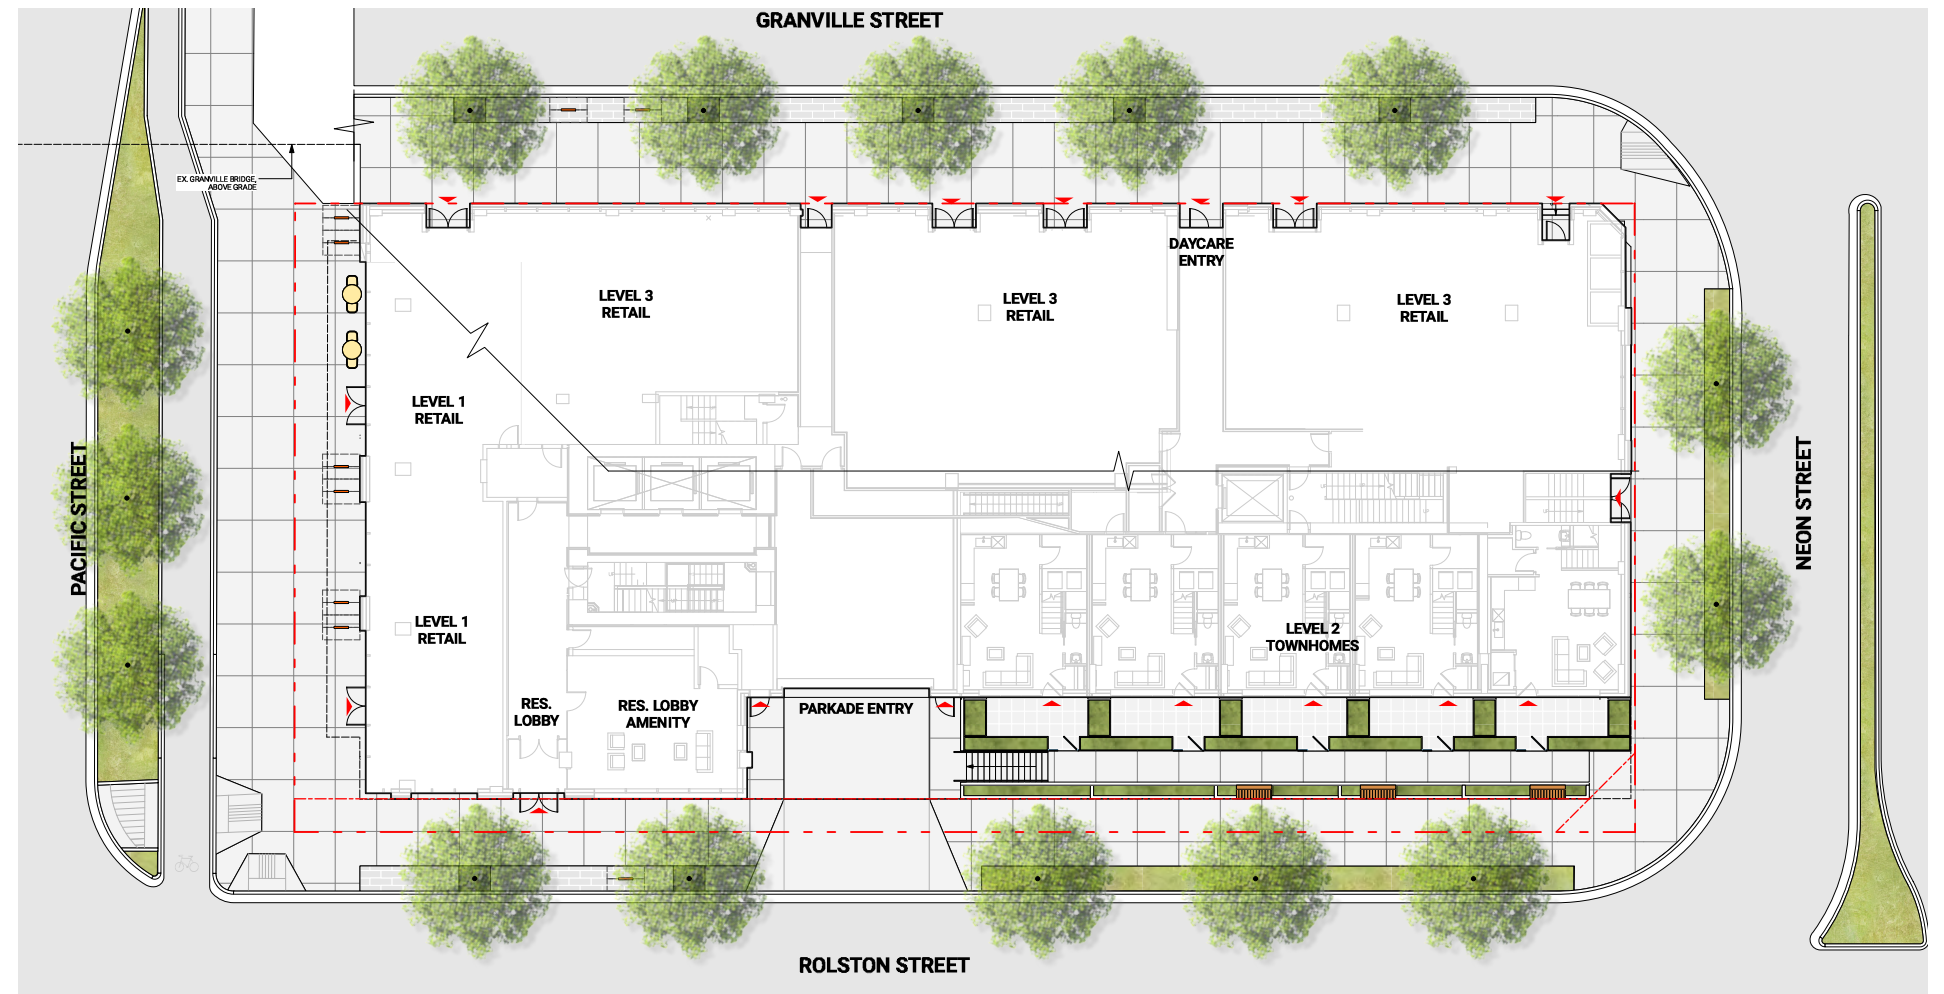 GRANVILLE STREET
EX. GRANVILLE BRIDGE,
ABOVE GRADE
DAYCARE
ENTRY
LEVEL 3
RETAIL
LEVEL 3
RETAIL
LEVEL 3
RETAIL
LEVEL 1
RETAIL
PACIFIC STREET
NEON STREET
LEVEL 1
RETAIL
LEVEL 2
TOWNHOMES
RES.
LOBBY
RES. LOBBY
AMENITY
PARKADE ENTRY
ROLSTON STREET